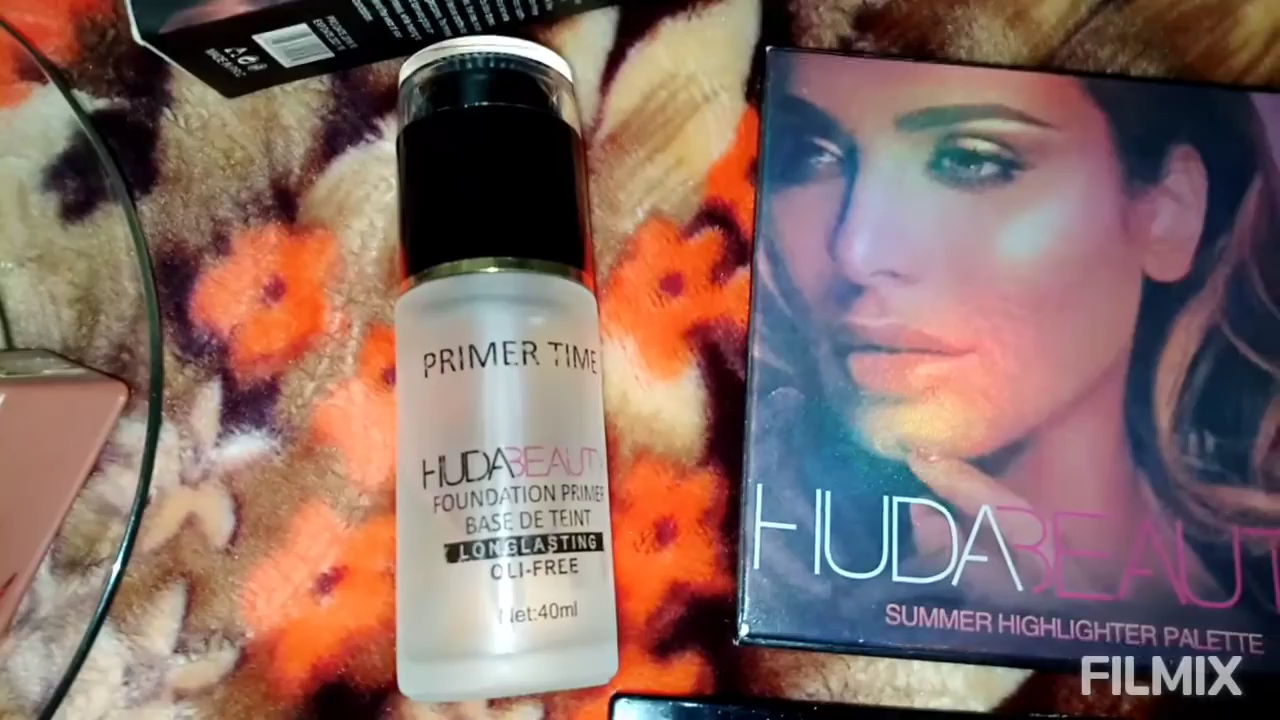 PRIMER TIME
HUDABEAUTY
FOUNDATION PRIMER
BASE DE TEINT
LONGLASTING
OLI-FREE
Net:40ml
HUDABEAUT
SUMMER HIGHLIGHTER PALETTE
FILMIX